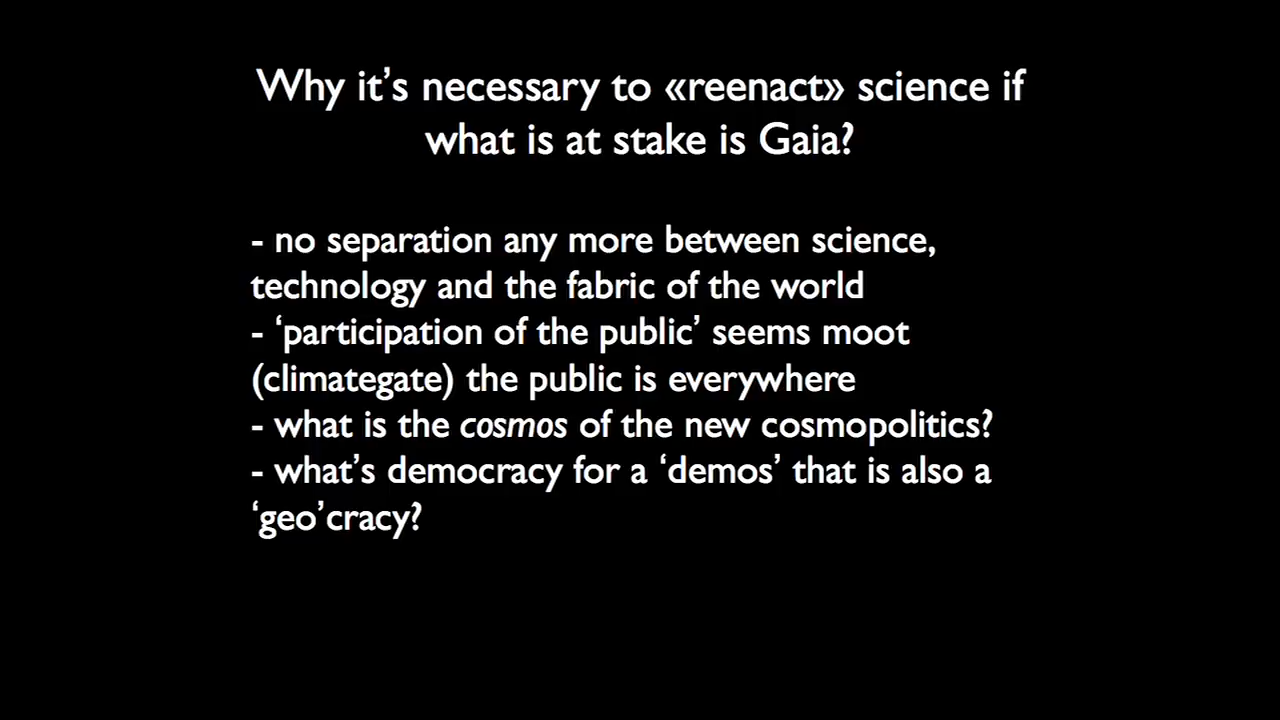 Why it’s necessary to «reenact» science if
what is at stake is Gaia?
- no separation any more between science,
technology and the fabric of the world
- ‘participation of the public’ seems moot
(climategate) the public is everywhere
- what is the cosmos of the new cosmopolitics?
- what’s democracy for a ‘demos’ that is also a
‘geo’cracy?